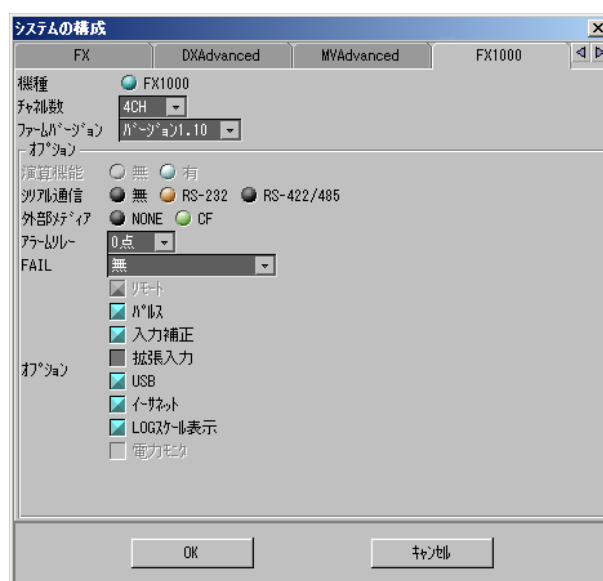 システムの構成
FX DXAdvanced MVAdvanced FX1000
機種 FX1000
ﾁｬﾈﾙ数 4CH
ﾌｧｰﾑﾊﾞｰｼﾞｮﾝ ﾊﾞｰｼﾞｮﾝ1.10
ｵﾌﾟｼｮﾝ
演算機能 無 有
ｼﾘｱﾙ通信 無 RS-232 RS-422/485
外部ﾒﾃﾞｨｱ NONE CF
ｱﾗｰﾑﾘﾚｰ 0点
FAIL 無
ﾘﾓｰﾄ
ﾊﾟﾙｽ
入力補正
拡張入力
ｵﾌﾟｼｮﾝ
USB
ｲｰｻﾈｯﾄ
LOGｽｹｰﾙ表示
電力ﾓﾆﾀ
OK ｷｬﾝｾﾙ